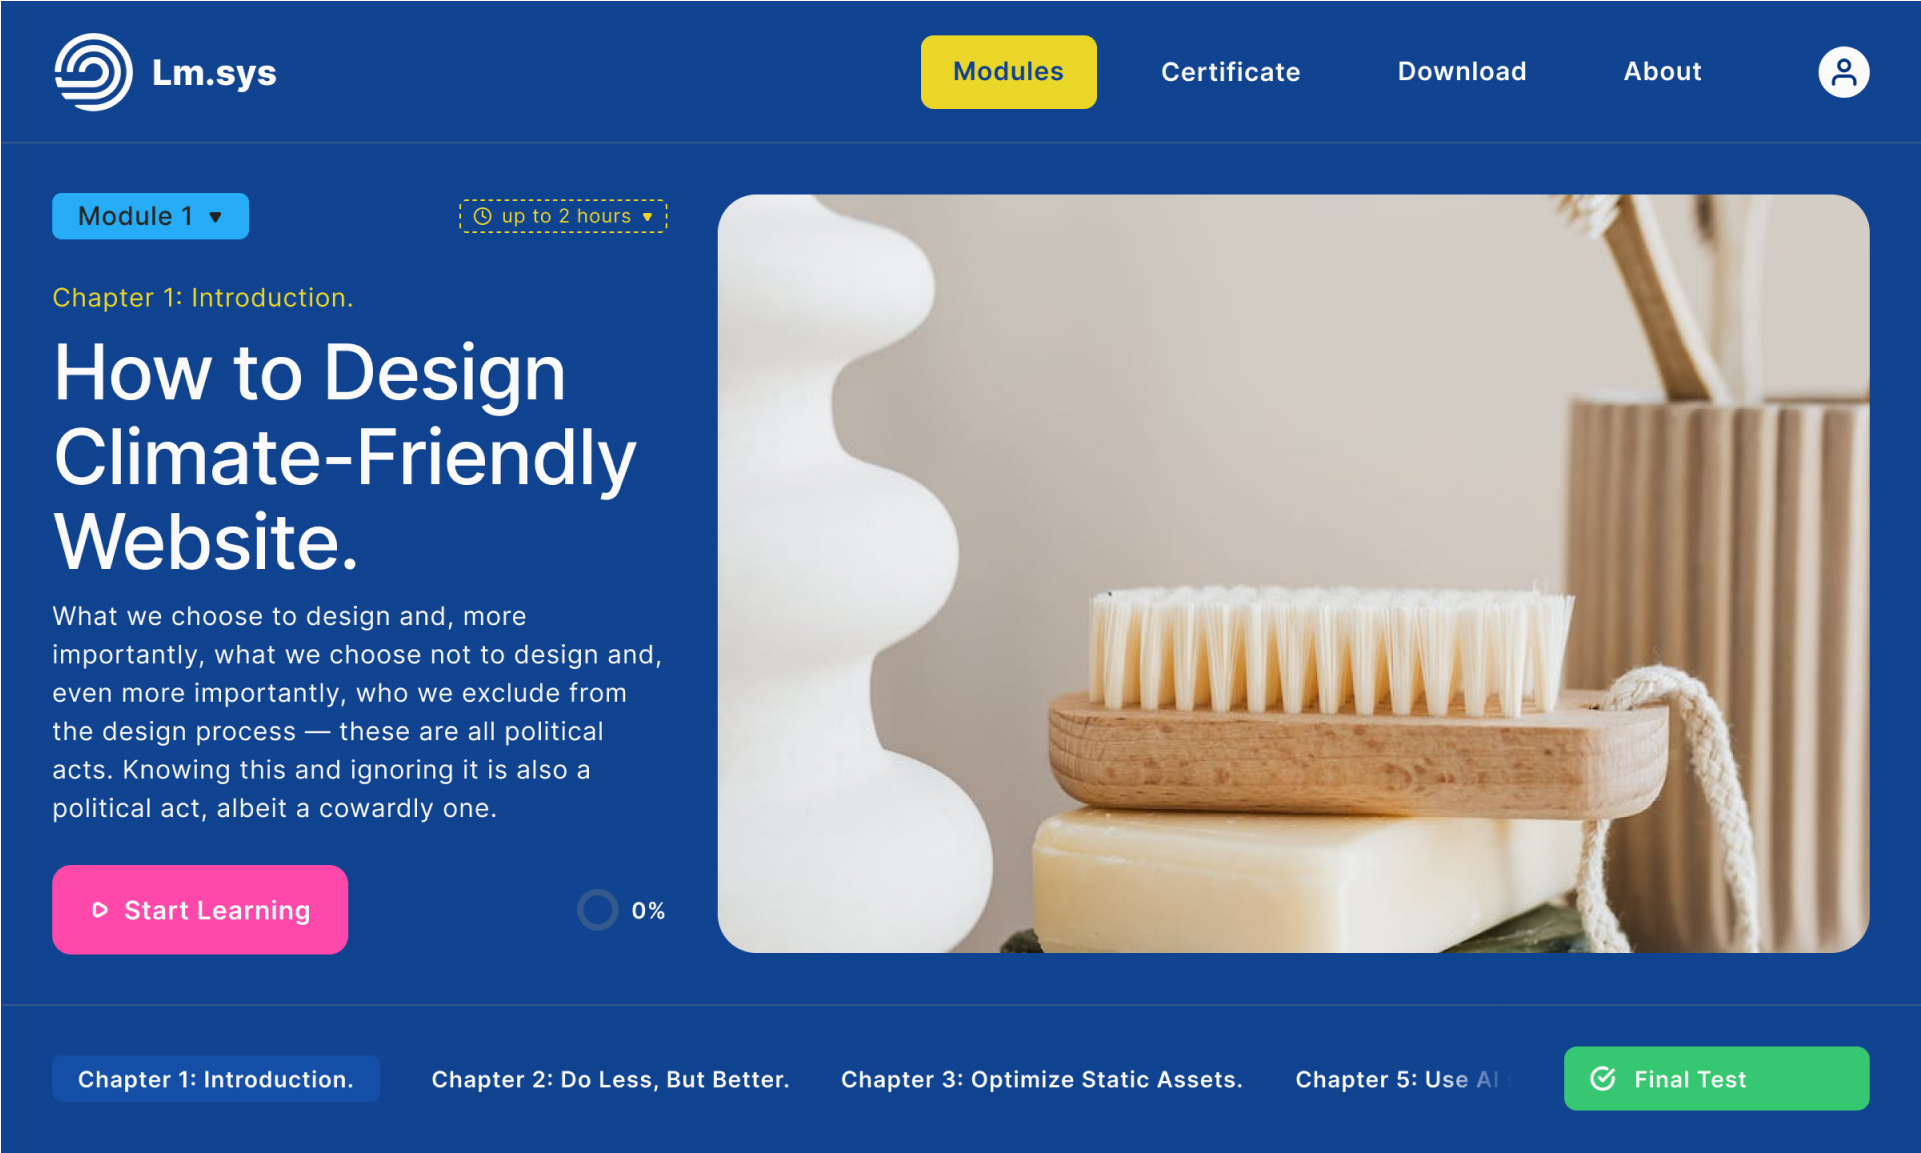 Lm.sys
Modules
Certificate
Download
About
Module 1
up to 2 hours
Chapter 1: Introduction.
How to Design
Climate-Friendly
Website.
What we choose to design and, more
importantly, what we choose not to design and,
even more importantly, who we exclude from
the design process — these are all political
acts. Knowing this and ignoring it is also a
political act, albeit a cowardly one.
Start Learning
0%
Chapter 1: Introduction.
Chapter 2: Do Less, But Better.
Chapter 3: Optimize Static Assets.
Chapter 5: Use AI
Final Test